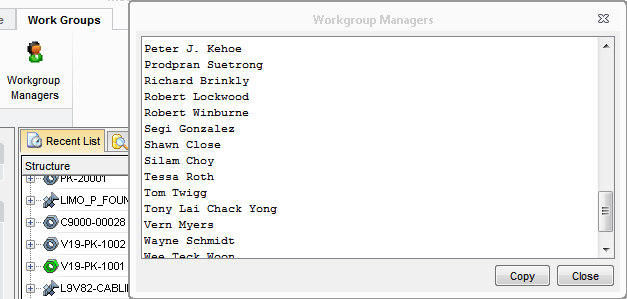 Work Groups
Workgroup
Managers
Recent List
Structure
PK-20001
LIMO_P_FOUN
C9000-00028
V19-PK-1002
V19-PK-1001
L9V82-CABLI
Workgroup Managers
Peter J. Kehoe
Prodpran Suetrong
Richard Brinkly
Robert Lockwood
Robert Winburne
Segi Gonzalez
Shawn Close
Silam Choy
Tessa Roth
Tom Twigg
Tony Lai Chack Yong
Vern Myers
Wayne Schmidt
Wee Teck Woon
Copy
Close